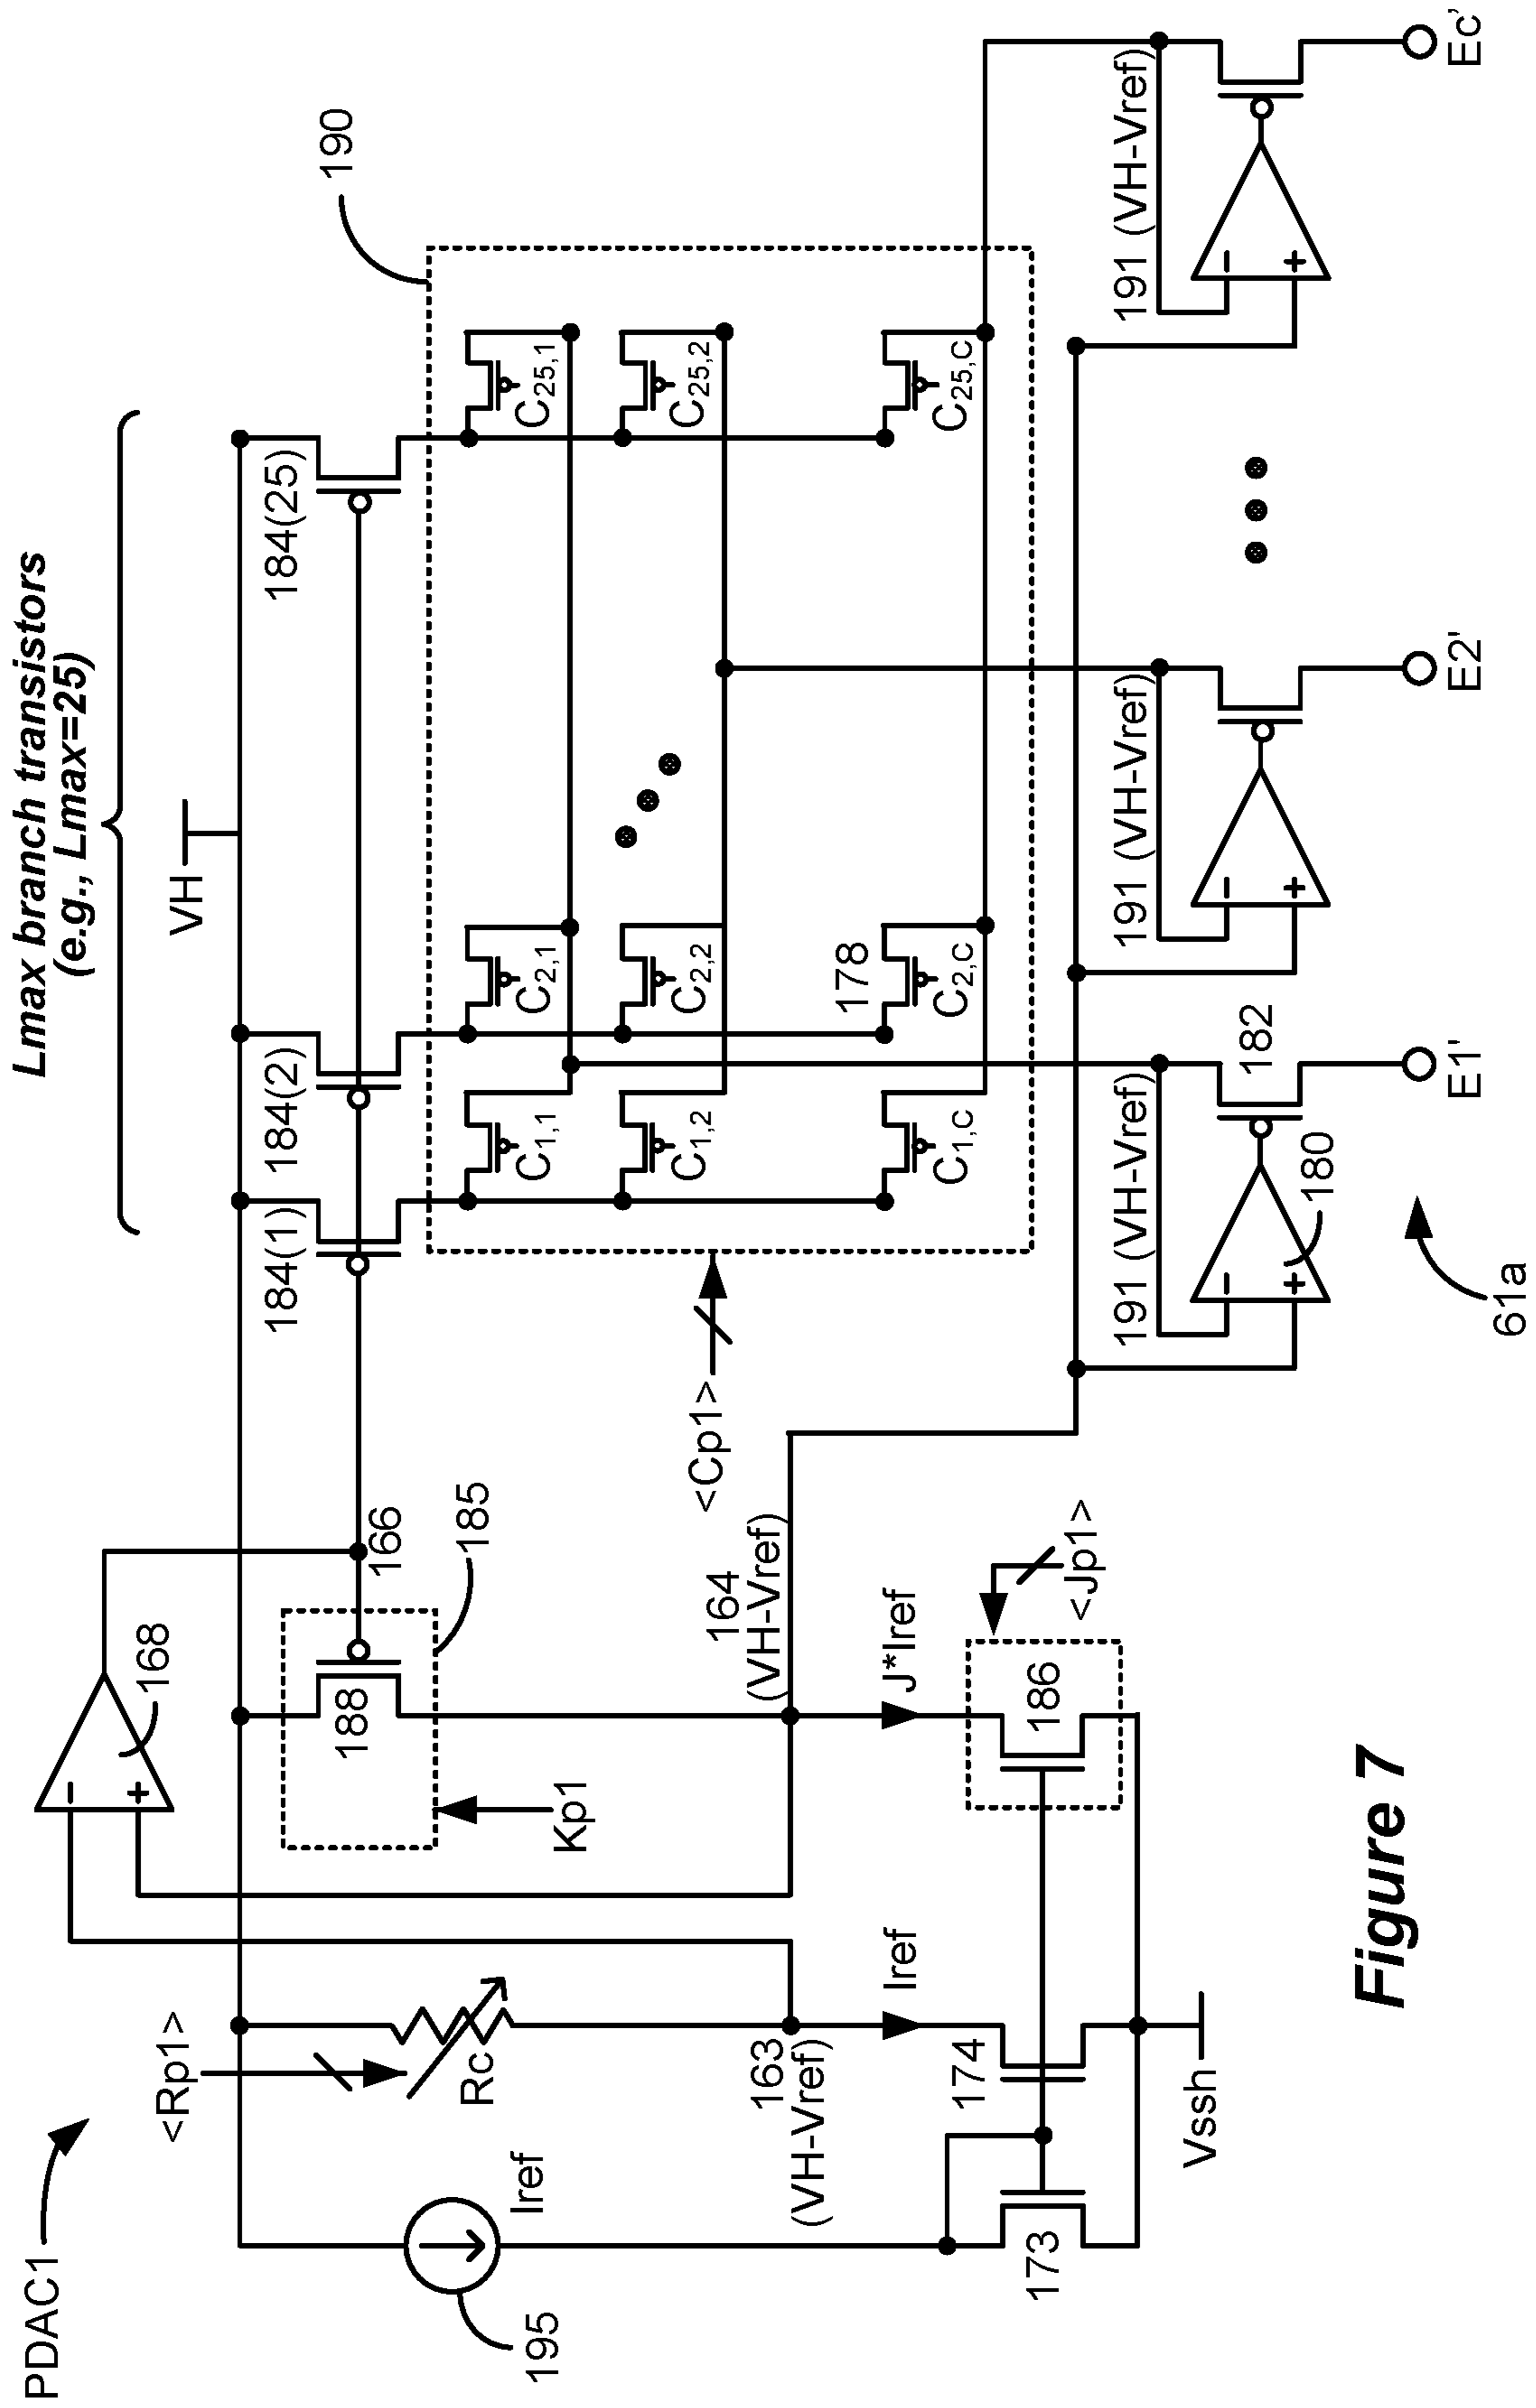 PDAC1
Lmax branch transistors
(e.g., Lmax=25)
VH
168
<Rp1>
Rc
188
185
Kp1
166
184(1)
184(2)
184(25)
190
195
Iref
163
(VH-Vref)
Iref
164
(VH-Vref)
J*Iref
<Cp1>
C1,1
C2,1
C25,1
C1,2
C2,2
C25,2
178
C1,C
C2,C
C25,C
173
174
186
<Jp1>
Vssh
191 (VH-Vref)
191 (VH-Vref)
191 (VH-Vref)
-
+
-
+
-
+
-
+
180
182
61a
E1'
E2'
Ec'
Figure 7